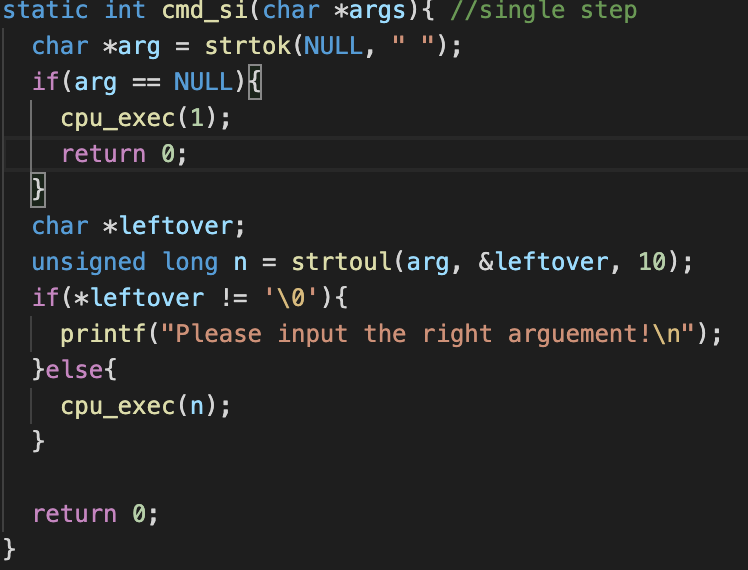 static int cmd_si(char *args){ //single step
  char *arg = strtok(NULL, " ");
  if(arg == NULL){
    cpu_exec(1);
    return 0;
  }
  char *leftover;
  unsigned long n = strtoul(arg, &leftover, 10);
  if(*leftover != '\0'){
    printf("Please input the right arguement!\n");
  }else{
    cpu_exec(n);
  }

  return 0;
}